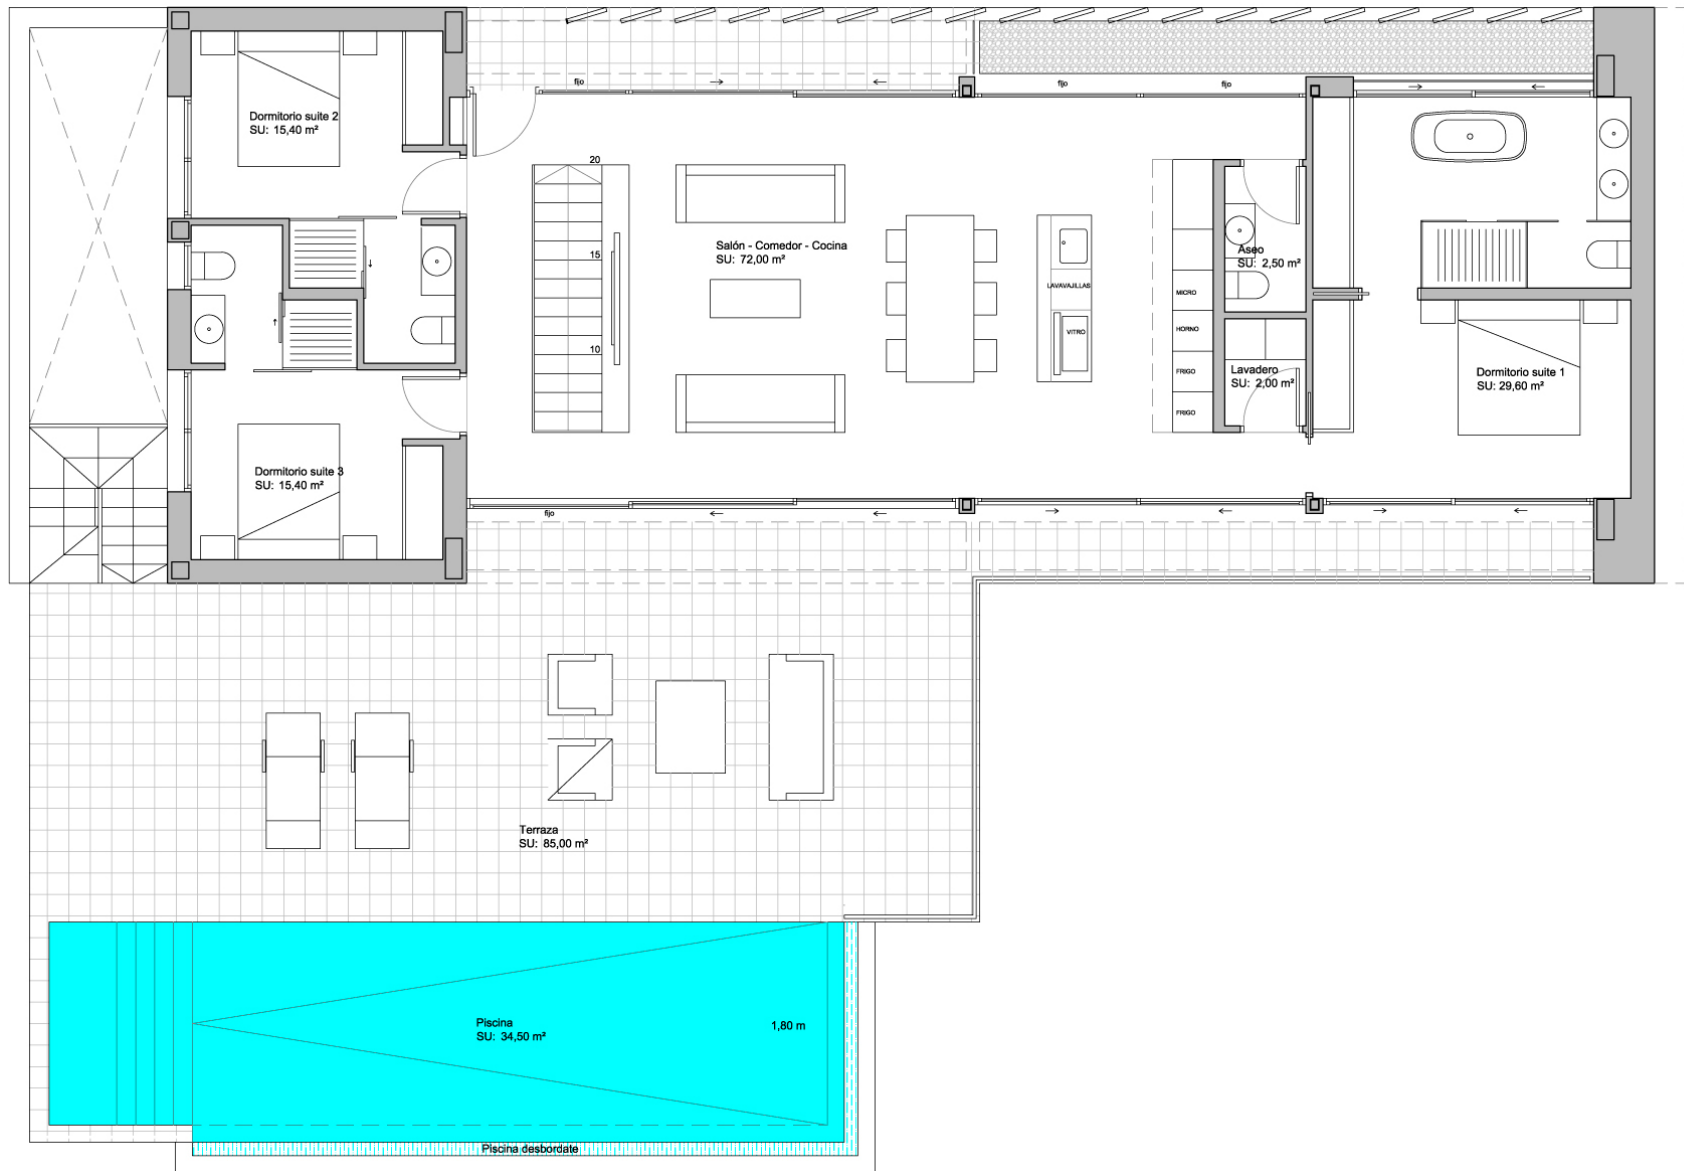 fijo
fijo
fijo
Dormitorio suite 2
SU: 15,40 m²
20
Salón - Comedor - Cocina
SU: 72,00 m²
15
Aseo
SU: 2,50 m²
LAVAVAJILLAS
MICRO
HORNO
VITRO
10
FRIGO
Lavadero
SU: 2,00 m²
Dormitorio suite 1
SU: 29,60 m²
FRIGO
Dormitorio suite 3
SU: 15,40 m²
fijo
Terraza
SU: 85,00 m²
Piscina
SU: 34,50 m²
1,80 m
Piscina desbordate